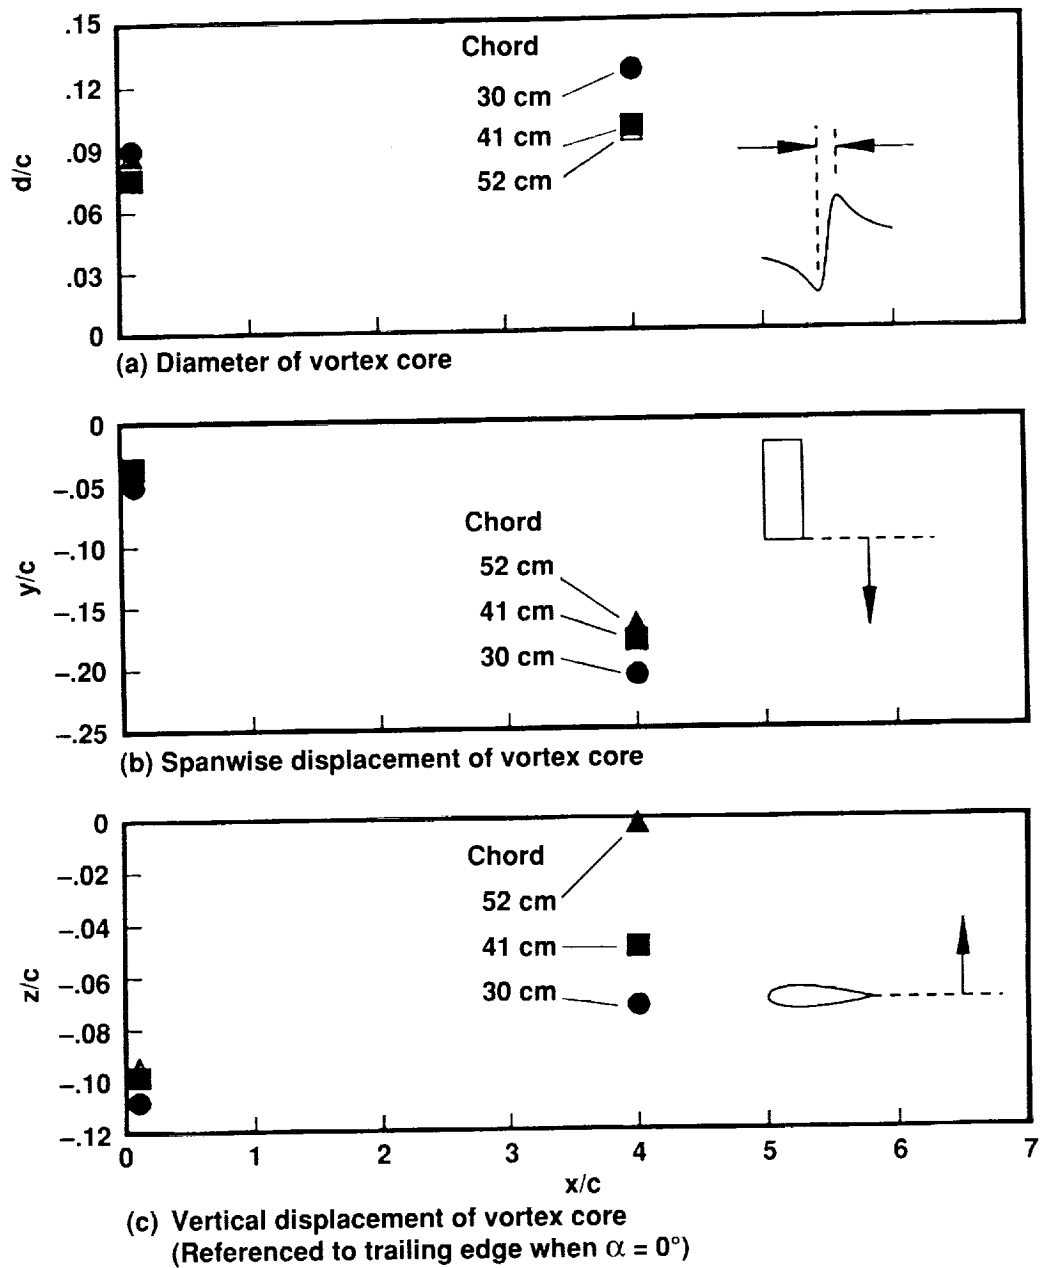 .15
.12
.09
.06
.03
0
d/c
Chord
30 cm
41 cm
52 cm
(a) Diameter of vortex core
0
–.05
–.10
–.15
–.20
–.25
y/c
Chord
52 cm
41 cm
30 cm
(b) Spanwise displacement of vortex core
0
–.02
–.04
–.06
–.08
–.10
–.12
z/c
Chord
52 cm
41 cm
30 cm
0 1 2 3 4 5 6 7
x/c
(c) Vertical displacement of vortex core
(Referenced to trailing edge when α = 0°)